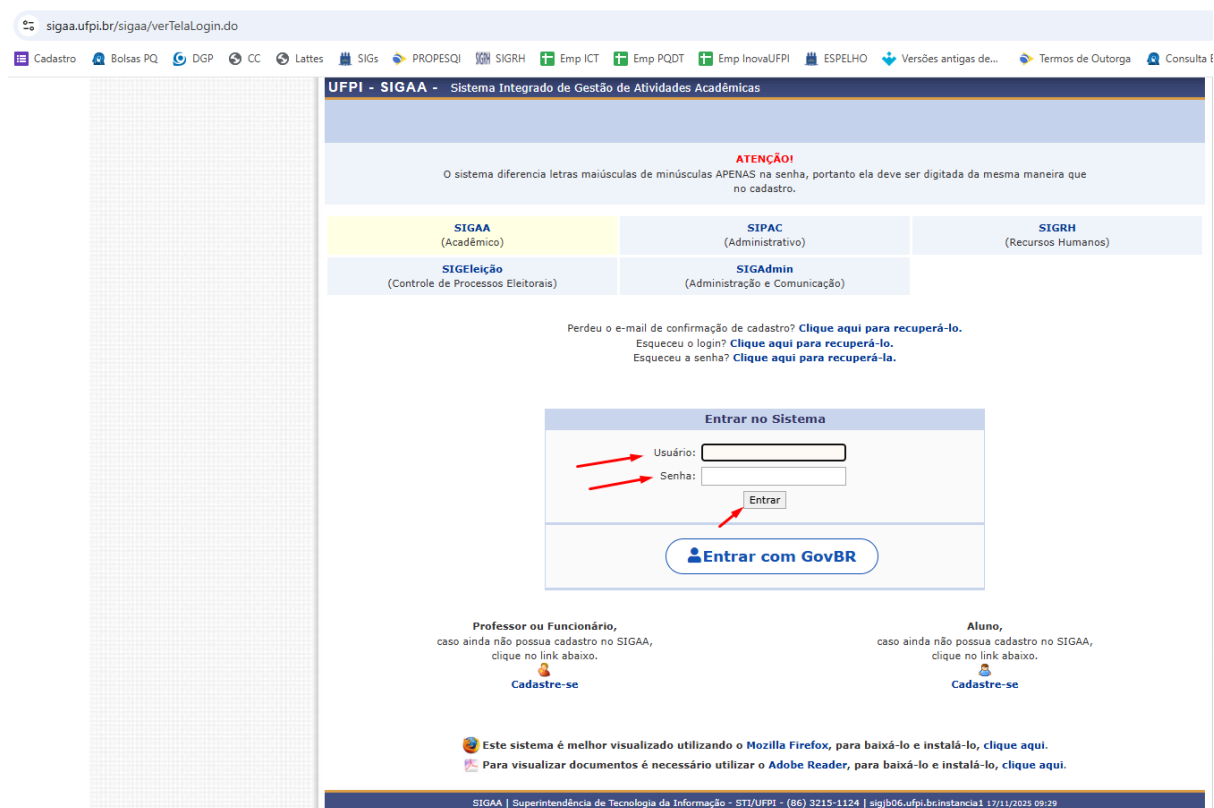 sigaa.ufpi.br/sigaa/verTelaLogin.do
Cadastro Bolsas PQ DGP CC Lattes SIGs PROPESQI SIGRH Emp ICT Emp PQDT Emp InovaUFPI ESPELHO Versões antigas de... Termos de Outorga Consulta E
UFPI - SIGAA - Sistema Integrado de Gestão de Atividades Acadêmicas
ATENÇÃO!
O sistema diferencia letras maiúsculas de minúsculas APENAS na senha, portanto ela deve ser digitada da mesma maneira que
no cadastro.
SIGAA SIPAC SIGRH
(Acadêmico) (Administrativo) (Recursos Humanos)
SIGEleição SIGAdmin
(Controle de Processos Eleitorais) (Administração e Comunicação)
Perdeu o e-mail de confirmação de cadastro? Clique aqui para recuperá-lo.
Esqueceu o login? Clique aqui para recuperá-lo.
Esqueceu a senha? Clique aqui para recuperá-la.
Entrar no Sistema
Usuário:
Senha:
Entrar
Entrar com GovBR
Professor ou Funcionário,
caso ainda não possua cadastro no SIGAA,
clique no link abaixo.
Cadastre-se
Aluno,
caso ainda não possua cadastro no SIGAA,
clique no link abaixo.
Cadastre-se
Este sistema é melhor visualizado utilizando o Mozilla Firefox, para baixá-lo e instalá-lo, clique aqui.
Para visualizar documentos é necessário utilizar o Adobe Reader, para baixá-lo e instalá-lo, clique aqui.
SIGAA | Superintendência de Tecnologia da Informação - STI/UFPI - (86) 3215-1124 | sigjb06.ufpi.br.instancia1 17/11/2025 09:29